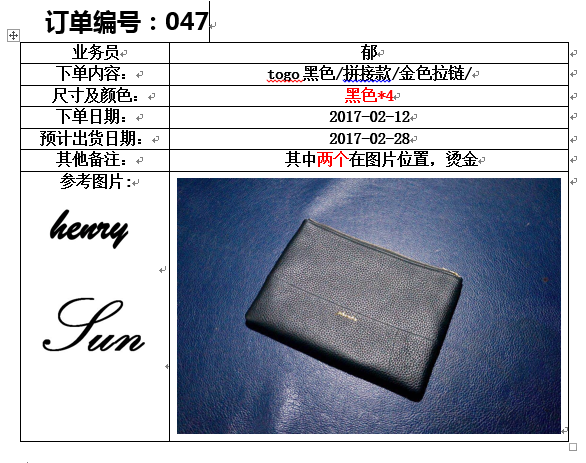 订单编号：047
业务员 郁
下单内容： togo黑色/拼接款/金色拉链/
尺寸及颜色： 黑色*4
下单日期： 2017-02-12
预计出货日期： 2017-02-28
其他备注： 其中两个在图片位置，烫金
参考图片:
henry
Sun